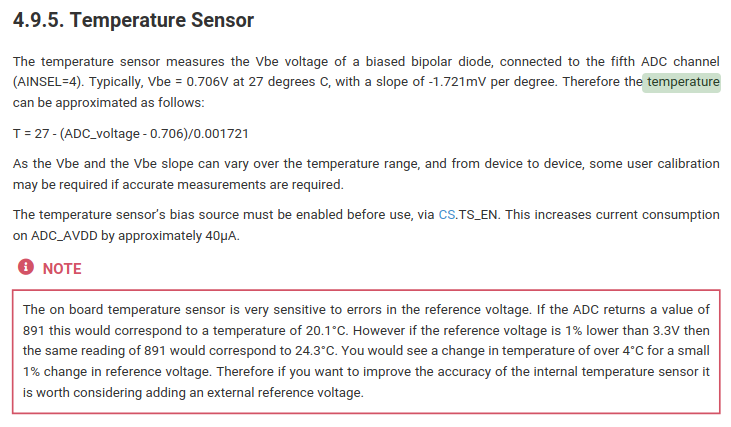 4.9.5. Temperature Sensor
The temperature sensor measures the Vbe voltage of a biased bipolar diode, connected to the fifth ADC channel
(AINSEL=4). Typically, Vbe = 0.706V at 27 degrees C, with a slope of -1.721mV per degree. Therefore the temperature
can be approximated as follows:
T = 27 - (ADC_voltage - 0.706)/0.001721
As the Vbe and the Vbe slope can vary over the temperature range, and from device to device, some user calibration
may be required if accurate measurements are required.
The temperature sensor's bias source must be enabled before use, via CS.TS_EN. This increases current consumption
on ADC_AVDD by approximately 40μA.
NOTE
The on board temperature sensor is very sensitive to errors in the reference voltage. If the ADC returns a value of
891 this would correspond to a temperature of 20.1°C. However if the reference voltage is 1% lower than 3.3V then
the same reading of 891 would correspond to 24.3°C. You would see a change in temperature of over 4°C for a small
1% change in reference voltage. Therefore if you want to improve the accuracy of the internal temperature sensor it
is worth considering adding an external reference voltage.